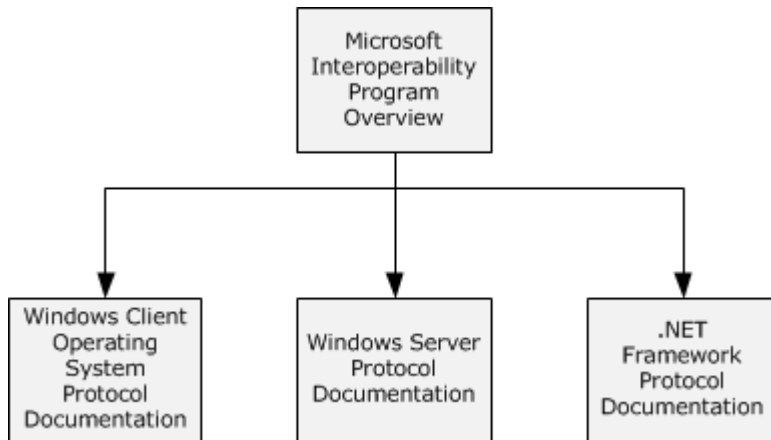 Microsoft
Interoperability
Program
Overview
Windows Client
Operating
System
Protocol
Documentation
Windows Server
Protocol
Documentation
.NET
Framework
Protocol
Documentation